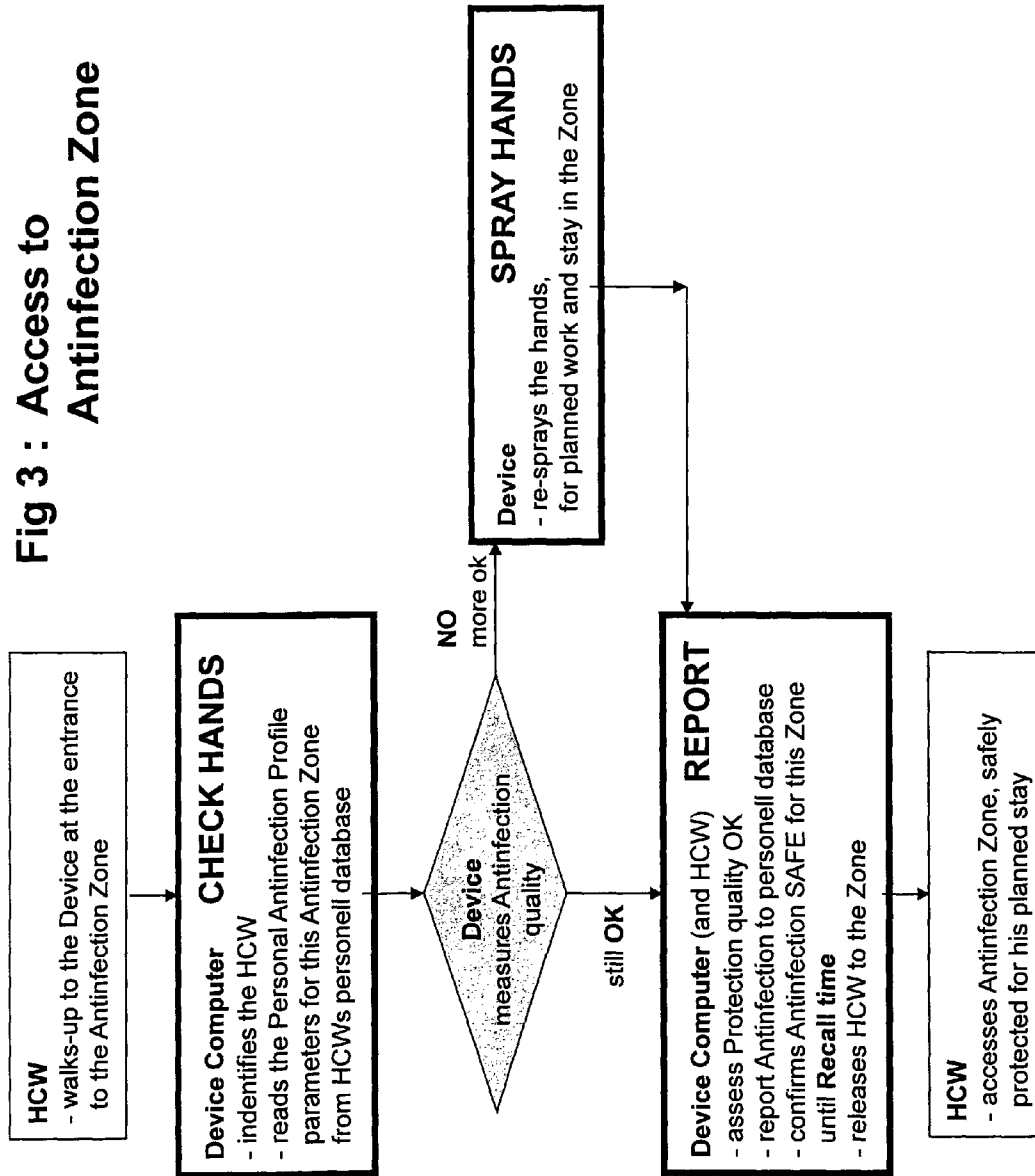 Fig 3 : Access to
Antinfection Zone
HCW
- walks-up to the Device at the entrance
to the Antinfection Zone
Device Computer CHECK HANDS
- indentifies the HCW
- reads the Personal Antinfection Profile
parameters for this Antinfection Zone
from HCWs personell database
Device
measures Antinfection
quality
NO
more ok
Device SPRAY HANDS
- re-sprays the hands,
for planned work and stay in the Zone
still OK
Device Computer (and HCW) REPORT
- assess Protection quality OK
- report Antinfection to personell database
- confirms Antinfection SAFE for this Zone
until Recall time
- releases HCW to the Zone
HCW
- accesses Antinfection Zone, safely
protected for his planned stay